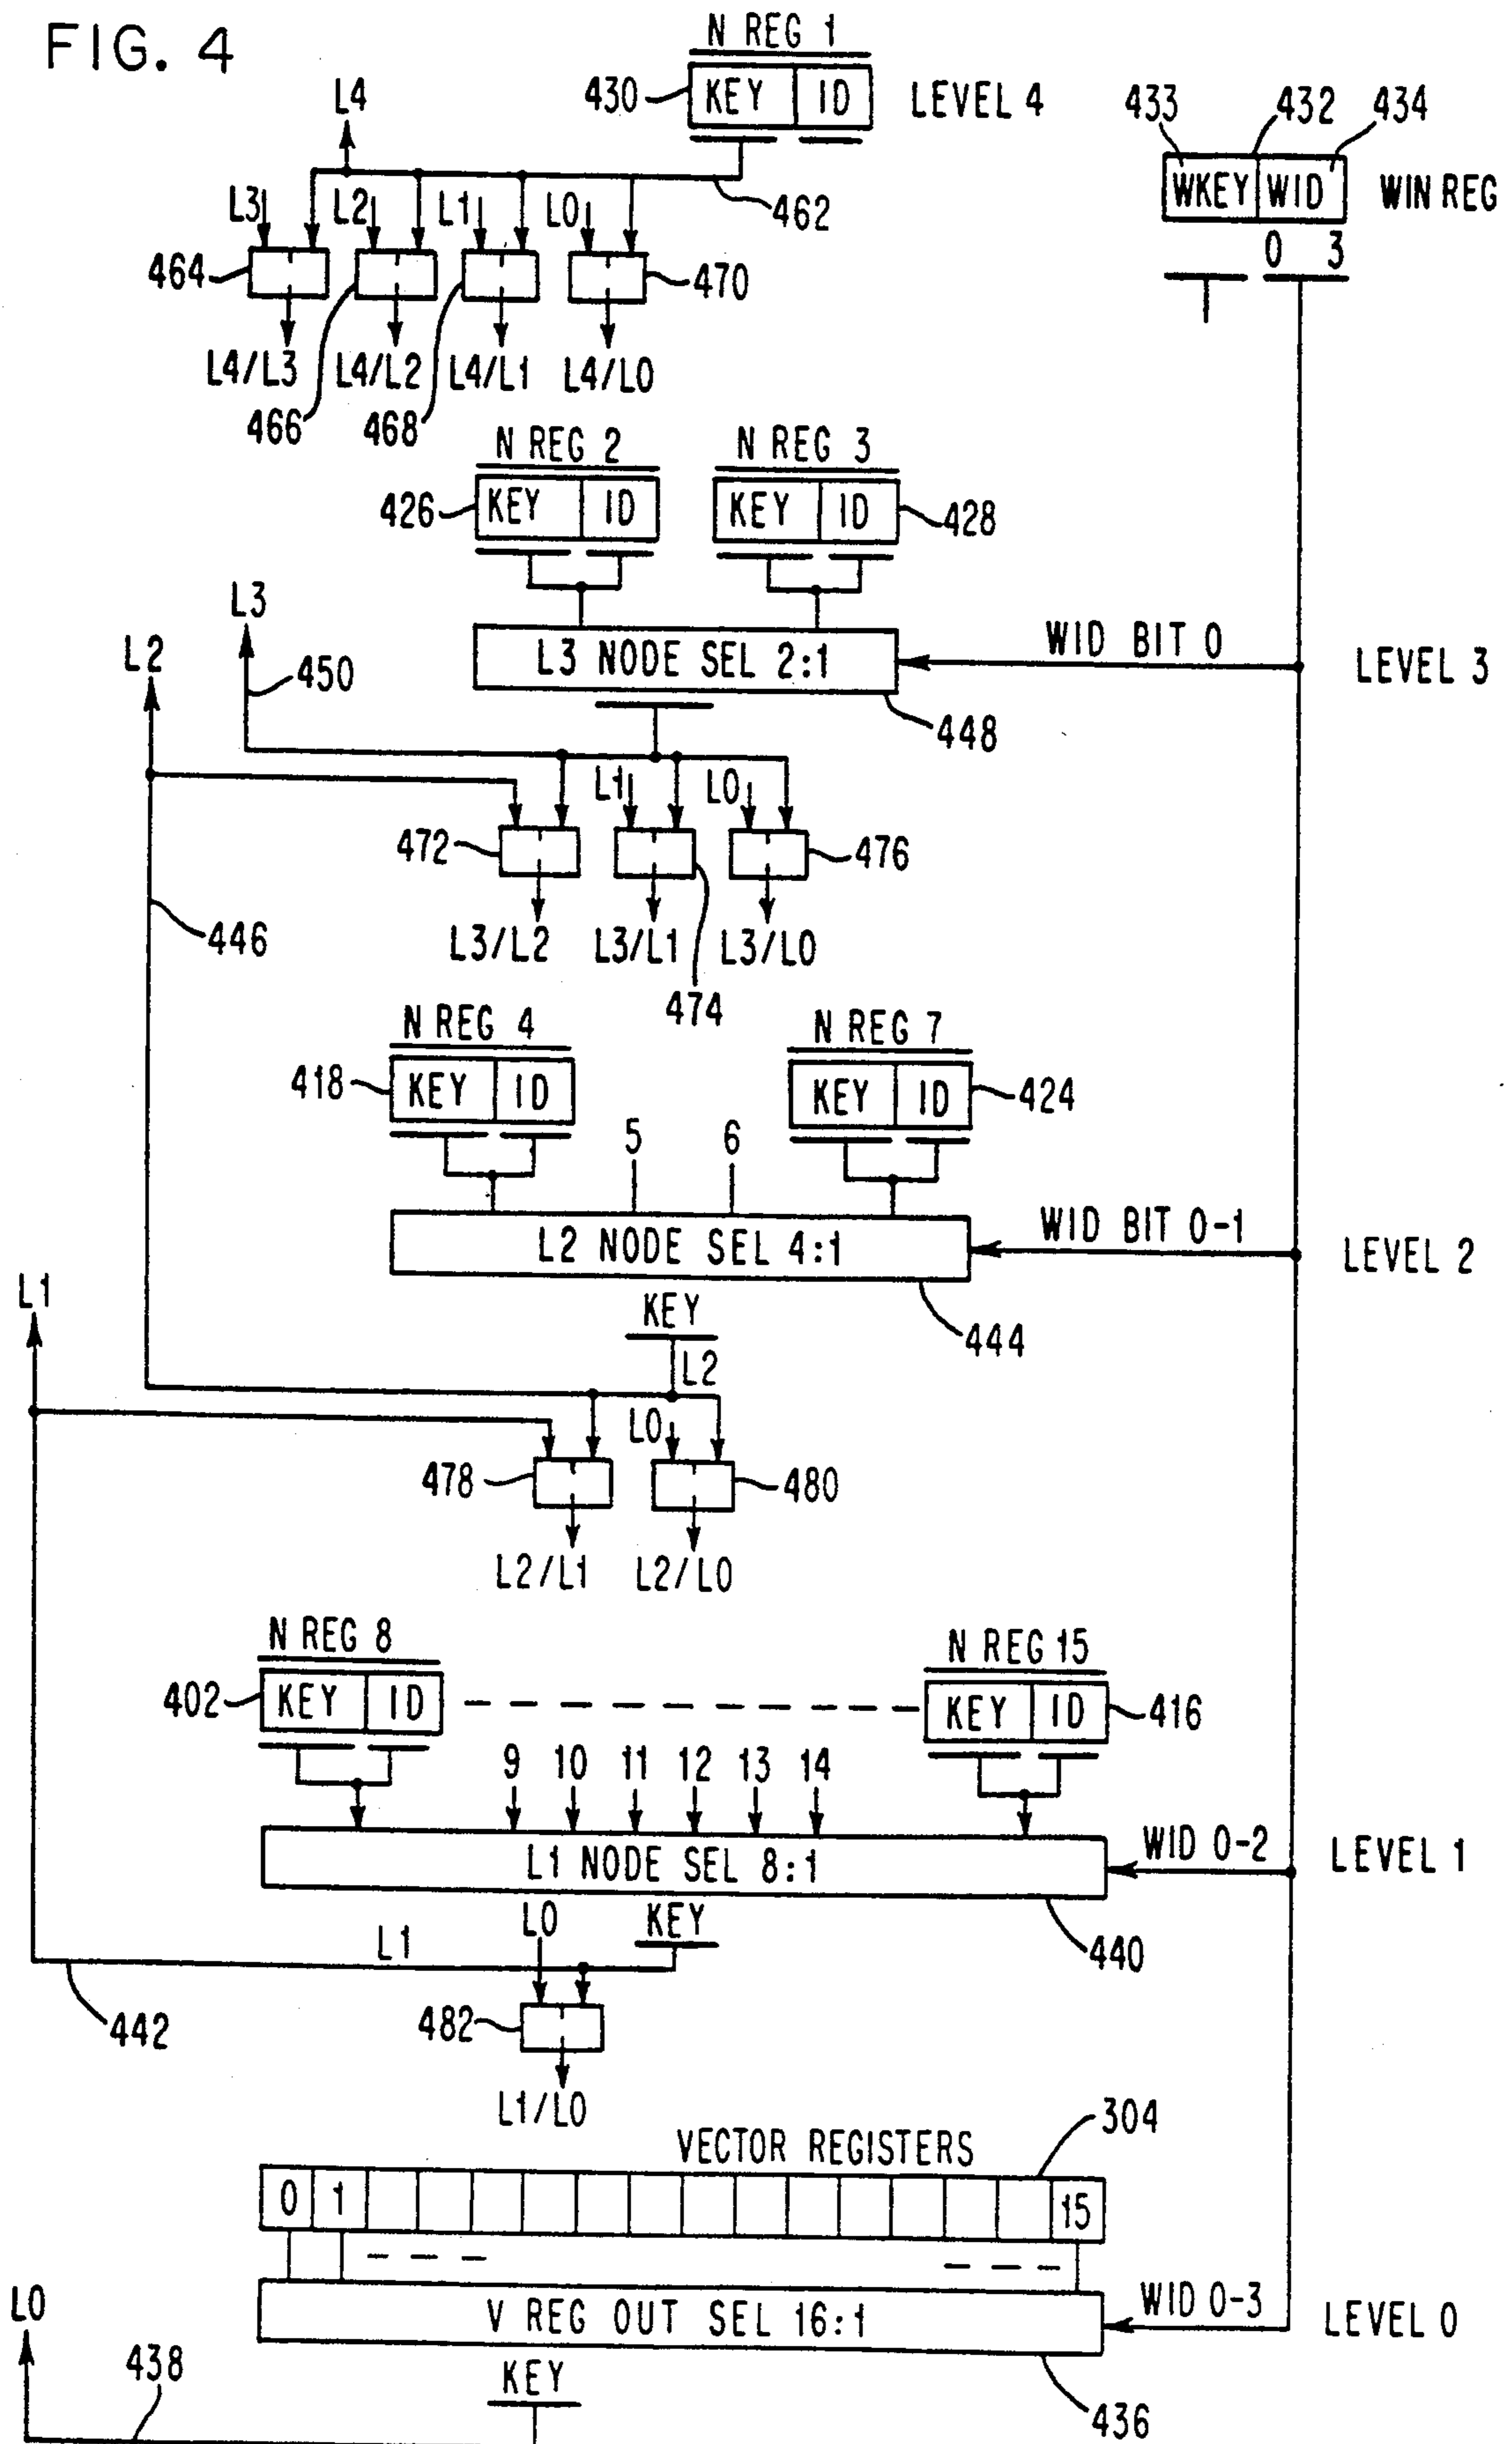 FIG. 4
N REG 1
430 KEY ID LEVEL 4
L4
433 432 434
WKEY WID WIN REG
0 3
462
L3 L2 L1 L0
464 470
L4/L3 L4/L2 L4/L1 L4/L0
466 468
N REG 2 N REG 3
426 KEY ID KEY ID 428
L3
L2
450
L3 NODE SEL 2:1 WID BIT 0 LEVEL 3
448
L1 L0
472 476
446
L3/L2 L3/L1 L3/L0
474
N REG 4 N REG 7
418 KEY ID KEY ID 424
5 6
L2 NODE SEL 4:1 WID BIT 0-1 LEVEL 2
444
L1
KEY
L2
L0
478 480
L2/L1 L2/L0
N REG 8 N REG 15
402 KEY ID KEY ID 416
9 10 11 12 13 14
L1 NODE SEL 8:1 WID 0-2 LEVEL 1
440
L1 L0 KEY
442
482
L1/L0
304
VECTOR REGISTERS
0 1 15
V REG OUT SEL 16:1 WID 0-3 LEVEL 0
436
L0
438
KEY